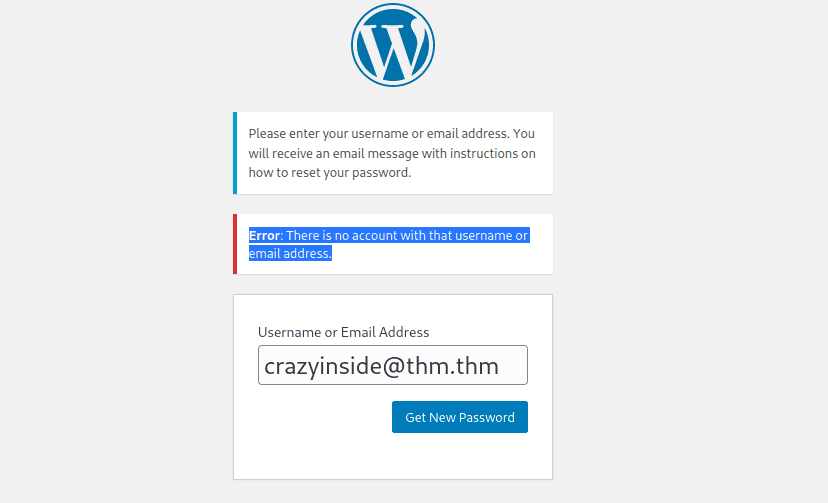 Please enter your username or email address. You
will receive an email message with instructions on
how to reset your password.
Error: There is no account with that username or
email address.
Username or Email Address
crazyinside@thm.thm
Get New Password